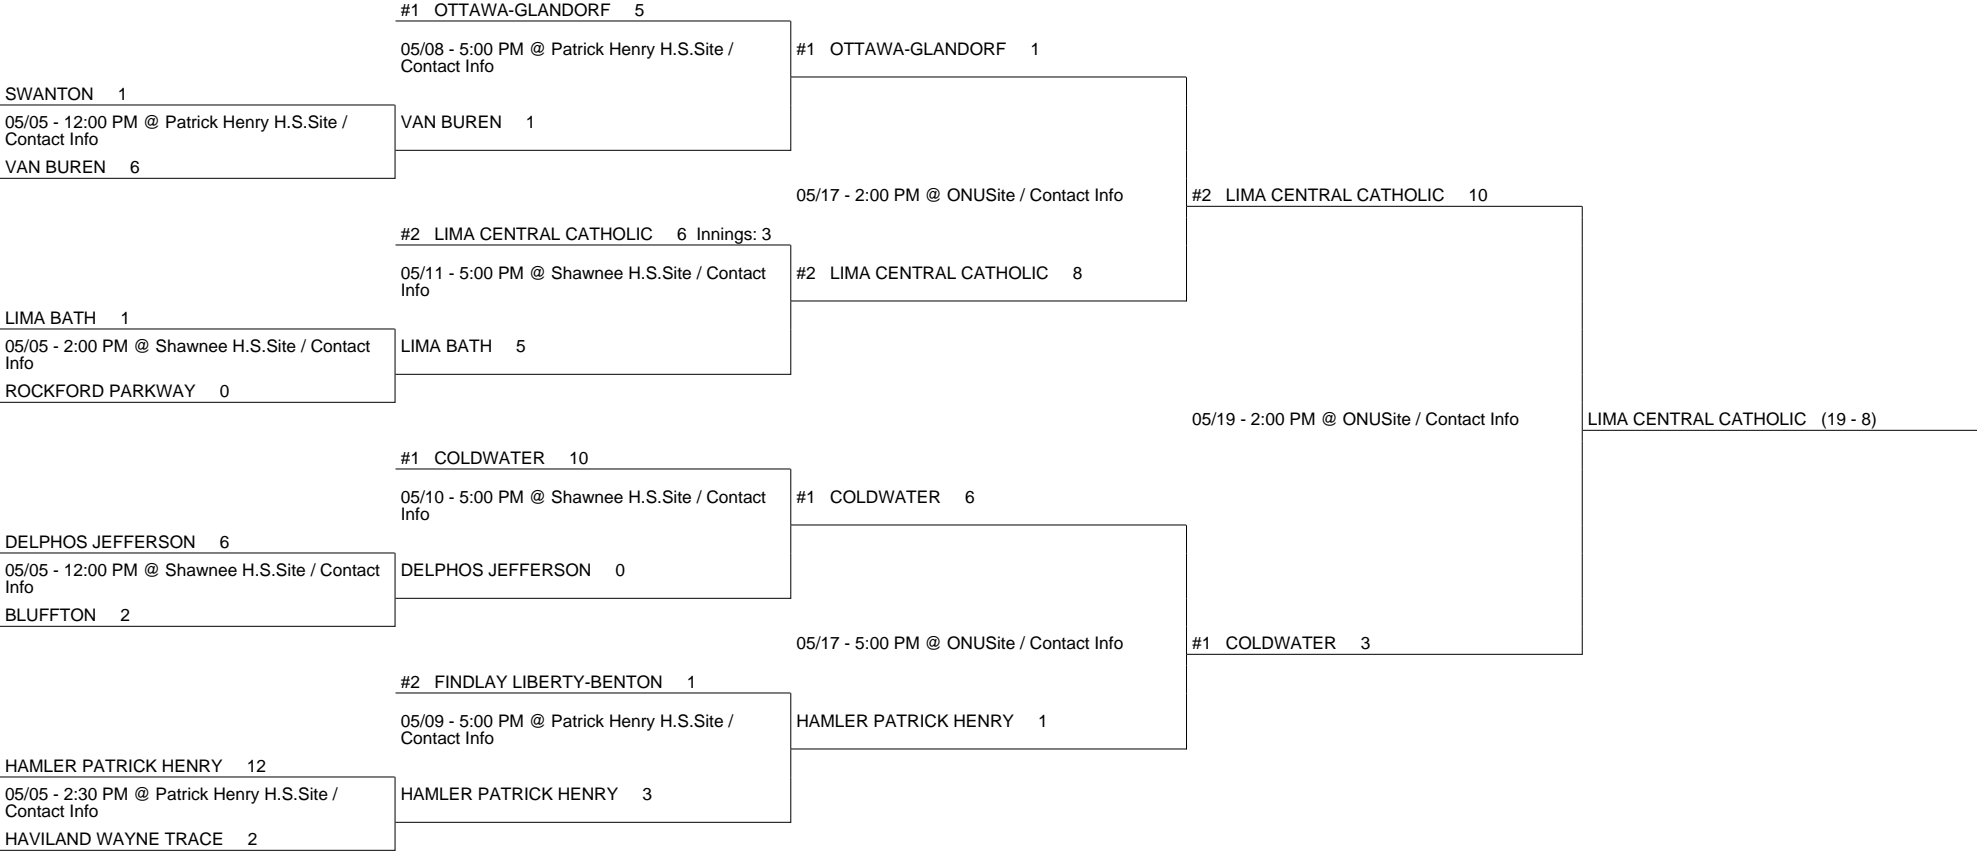 #1 OTTAWA-GLANDORF 5
05/08 - 5:00 PM @ Patrick Henry H.S.Site /
Contact Info
#1 OTTAWA-GLANDORF 1
SWANTON 1
05/05 - 12:00 PM @ Patrick Henry H.S.Site /
Contact Info
VAN BUREN 1
VAN BUREN 6
05/17 - 2:00 PM @ ONUSite / Contact Info
#2 LIMA CENTRAL CATHOLIC 10
#2 LIMA CENTRAL CATHOLIC 6 Innings: 3
05/11 - 5:00 PM @ Shawnee H.S.Site / Contact
Info
#2 LIMA CENTRAL CATHOLIC 8
LIMA BATH 1
05/05 - 2:00 PM @ Shawnee H.S.Site / Contact
Info
LIMA BATH 5
ROCKFORD PARKWAY 0
05/19 - 2:00 PM @ ONUSite / Contact Info
LIMA CENTRAL CATHOLIC (19 - 8)
#1 COLDWATER 10
05/10 - 5:00 PM @ Shawnee H.S.Site / Contact
Info
#1 COLDWATER 6
DELPHOS JEFFERSON 6
05/05 - 12:00 PM @ Shawnee H.S.Site / Contact
Info
DELPHOS JEFFERSON 0
BLUFFTON 2
05/17 - 5:00 PM @ ONUSite / Contact Info
#1 COLDWATER 3
#2 FINDLAY LIBERTY-BENTON 1
05/09 - 5:00 PM @ Patrick Henry H.S.Site /
Contact Info
HAMLER PATRICK HENRY 1
HAMLER PATRICK HENRY 12
05/05 - 2:30 PM @ Patrick Henry H.S.Site /
Contact Info
HAMLER PATRICK HENRY 3
HAVILAND WAYNE TRACE 2